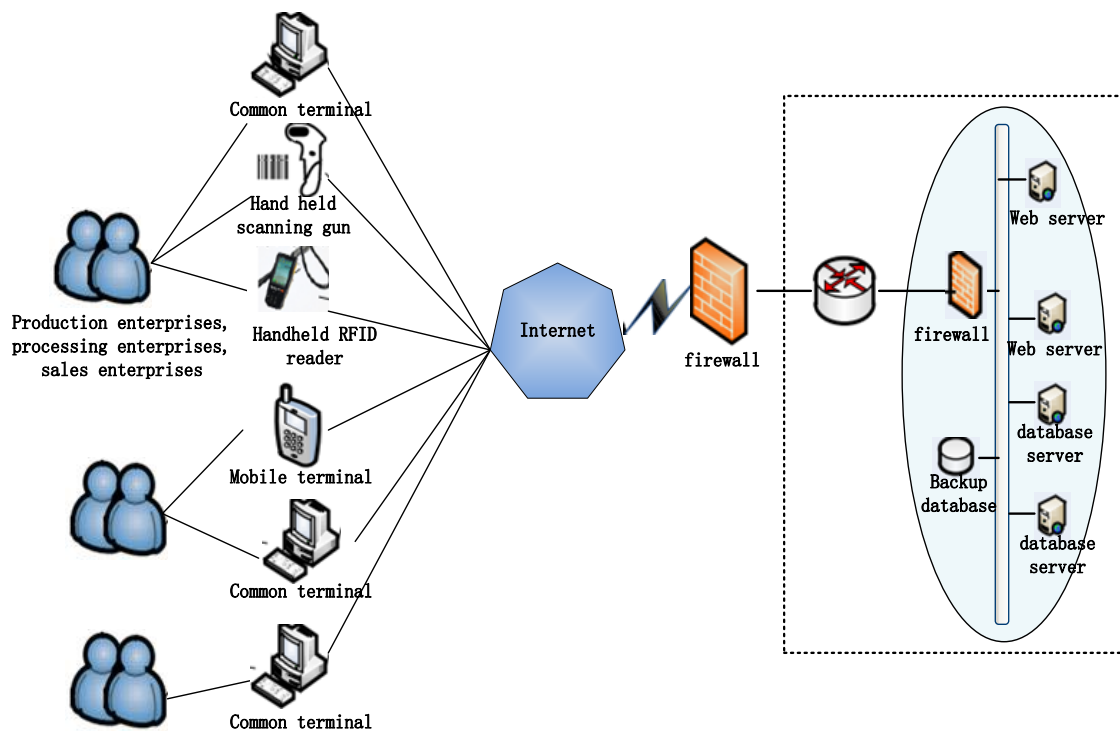 Common terminal
Hand held
scanning gun
Production enterprises,
processing enterprises,
sales enterprises
Handheld RFID
reader
Mobile terminal
Common terminal
Common terminal
Internet
firewall
firewall
Web server
Web server
database
server
Backup
database
database
server